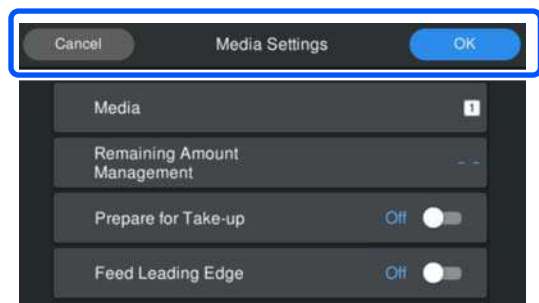 Cancel Media Settings OK
Media 1
Remaining Amount
Management - -
Prepare for Take-up Off
Feed Leading Edge Off